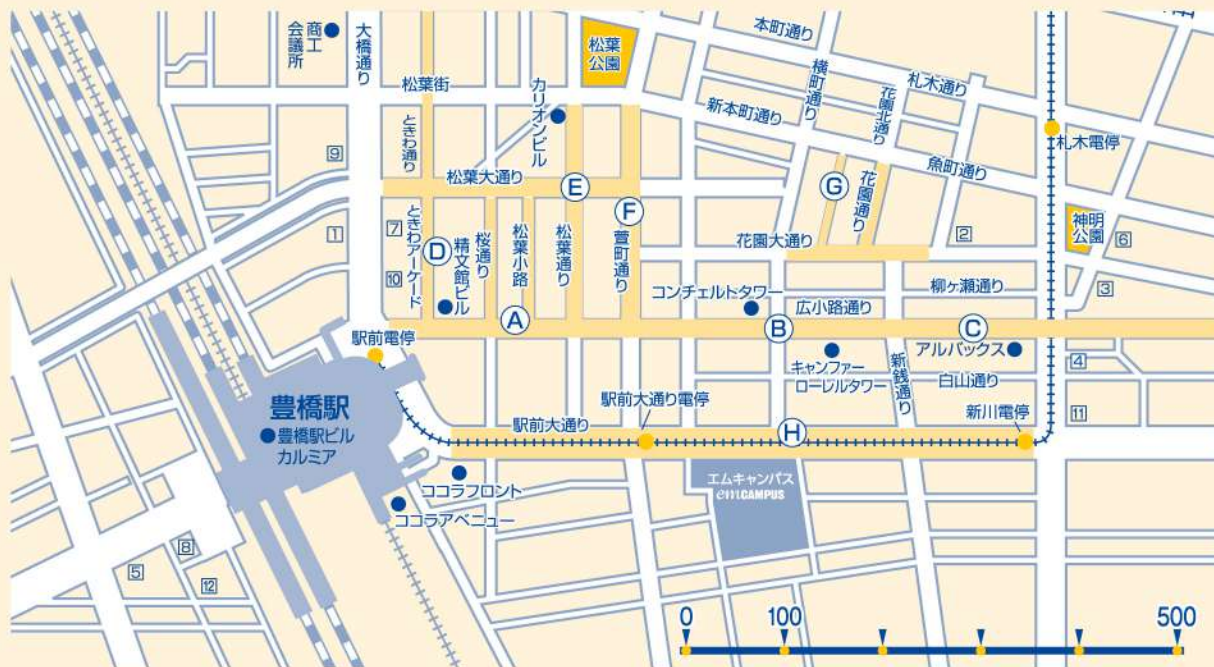 商工
会議所
大橋通り
松葉街
カリオンビル
松葉
公園
本町通り
札木通り
横町通り
花園北通り
新本町通り
札木電停
魚町通り
ときわ通り
9
松葉大通り
E
F
G
花園通り
神明
公園
6
1
7
ときわアーケード
10
D
精文館ビル
桜通り
松葉小路
松葉通り
萱町通り
花園大通り
2
3
柳ヶ瀬通り
コンチェルトタワー
広小路通り
A
B
C
駅前電停
アルバックス
キャンファー
ローレルタワー
新銭通り
白山通り
4
11
豊橋駅
豊橋駅ビル
カルミア
駅前大通り
駅前大通り電停
H
新川電停
エムキャンパス
emCAMPUS
ココラフロント
ココラアベニュー
8
5
12
0
100
500